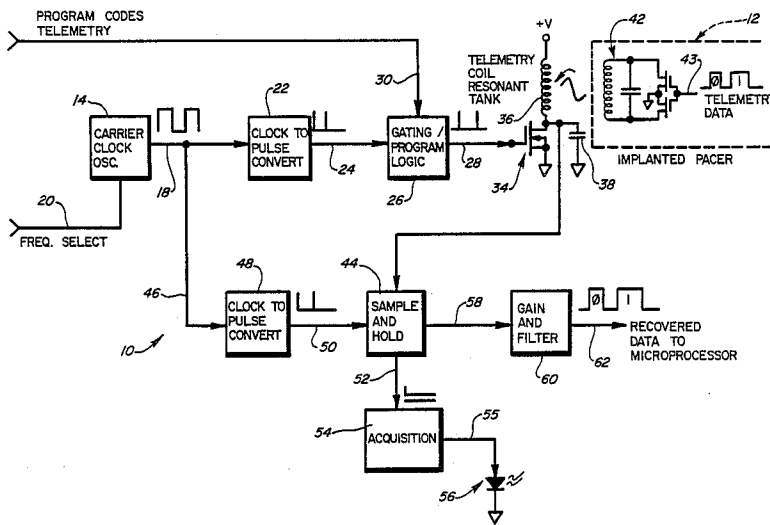 PROGRAM CODES
TELEMETRY
+V
42
12
TELEMETRY
COIL
RESONANT
TANK
43
14
22
30
36
Ø 1
TELEMETRY
DATA
CARRIER
CLOCK
OSC.
CLOCK TO
PULSE
CONVERT
GATING /
PROGRAM
LOGIC
18
24
26
28
34
38
IMPLANTED PACER
20
FREQ. SELECT
46
48
44
CLOCK TO
PULSE
CONVERT
SAMPLE
AND
HOLD
58
GAIN
AND
FILTER
Ø 1
RECOVERED
DATA TO
MICROPROCESSOR
10
50
60
62
52
54
ACQUISITION
55
56